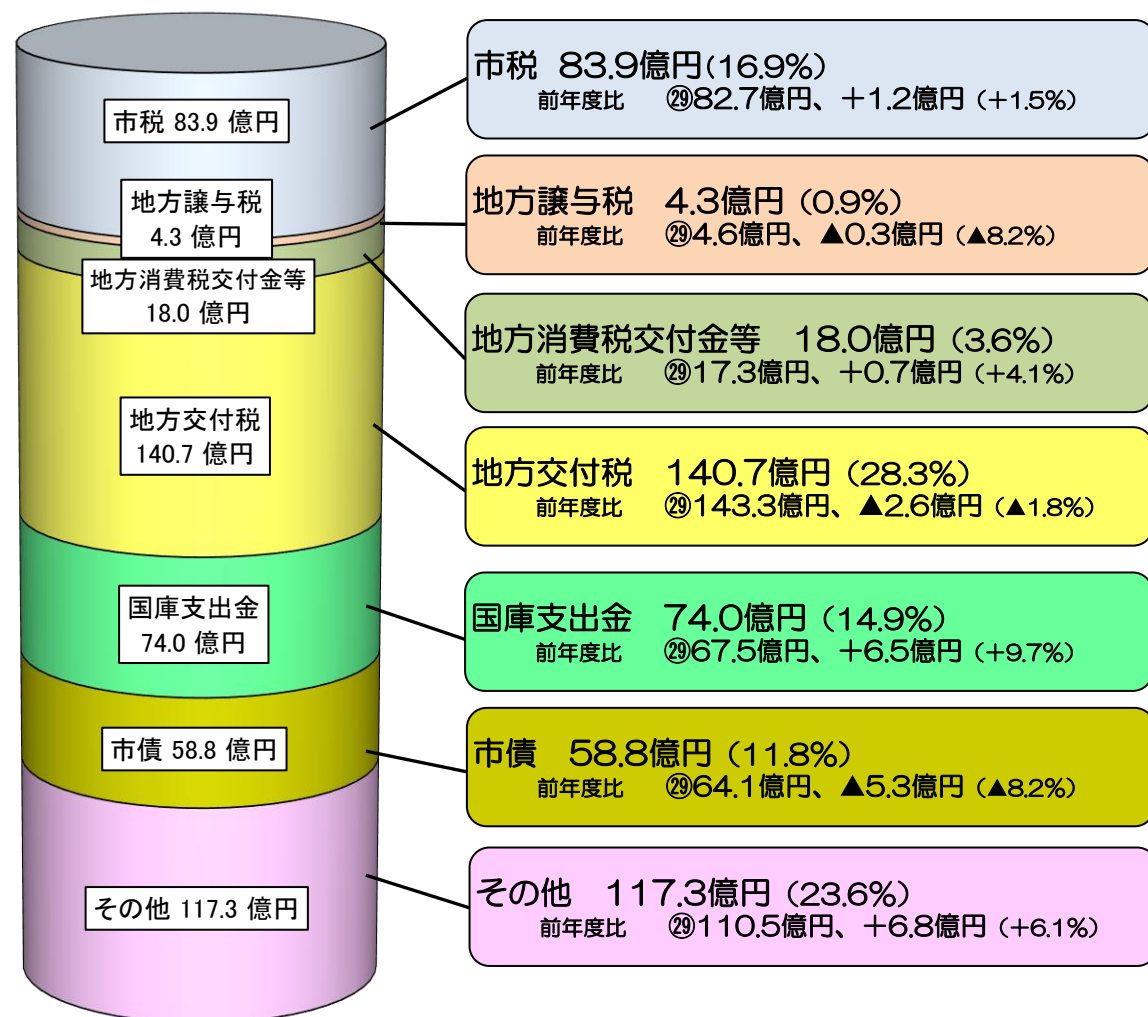 市税 83.9 億円
地方譲与税
4.3 億円
地方消費税交付金等
18.0 億円
地方交付税
140.7 億円
国庫支出金
74.0 億円
市債 58.8 億円
その他 117.3 億円
市税 83.9億円(16.9%)
前年度比 ㉙82.7億円、+1.2億円(+1.5%)
地方譲与税 4.3億円(0.9%)
前年度比 ㉙4.6億円、▲0.3億円(▲8.2%)
地方消費税交付金等 18.0億円(3.6%)
前年度比 ㉙17.3億円、+0.7億円(+4.1%)
地方交付税 140.7億円(28.3%)
前年度比 ㉙143.3億円、▲2.6億円(▲1.8%)
国庫支出金 74.0億円(14.9%)
前年度比 ㉙67.5億円、+6.5億円(+9.7%)
市債 58.8億円(11.8%)
前年度比 ㉙64.1億円、▲5.3億円(▲8.2%)
その他 117.3億円(23.6%)
前年度比 ㉙110.5億円、+6.8億円(+6.1%)